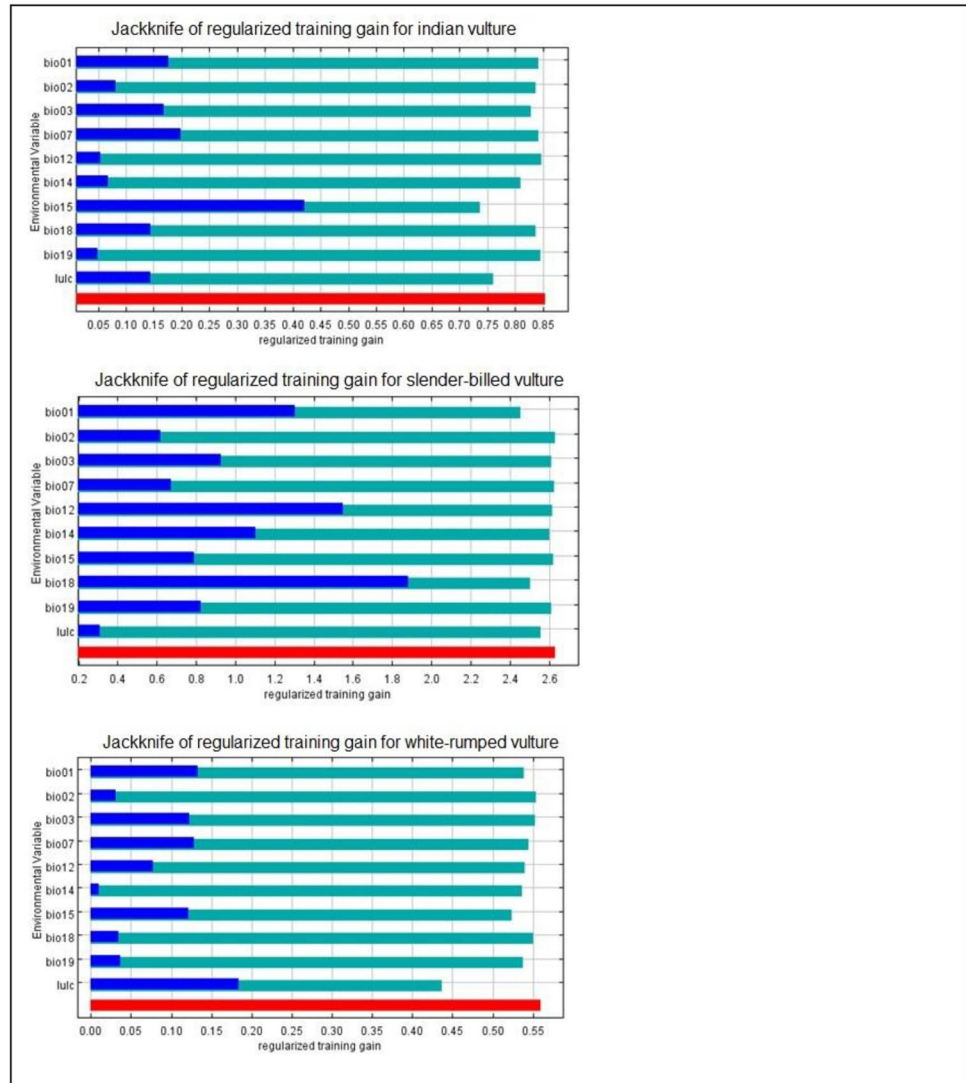 Jackknife of regularized training gain for indian vulture
Environmental Variable
bio01
bio02
bio03
bio07
bio12
bio14
bio15
bio18
bio19
lulc
0.05 0.10 0.15 0.20 0.25 0.30 0.35 0.40 0.45 0.50 0.55 0.60 0.65 0.70 0.75 0.80 0.85
regularized training gain
Jackknife of regularized training gain for slender-billed vulture
Environmental Variable
bio01
bio02
bio03
bio07
bio12
bio14
bio15
bio18
bio19
lulc
0.2 0.4 0.6 0.8 1.0 1.2 1.4 1.6 1.8 2.0 2.2 2.4 2.6
regularized training gain
Jackknife of regularized training gain for white-rumped vulture
Environmental Variable
bio01
bio02
bio03
bio07
bio12
bio14
bio15
bio18
bio19
lulc
0.00 0.05 0.10 0.15 0.20 0.25 0.30 0.35 0.40 0.45 0.50 0.55
regularized training gain